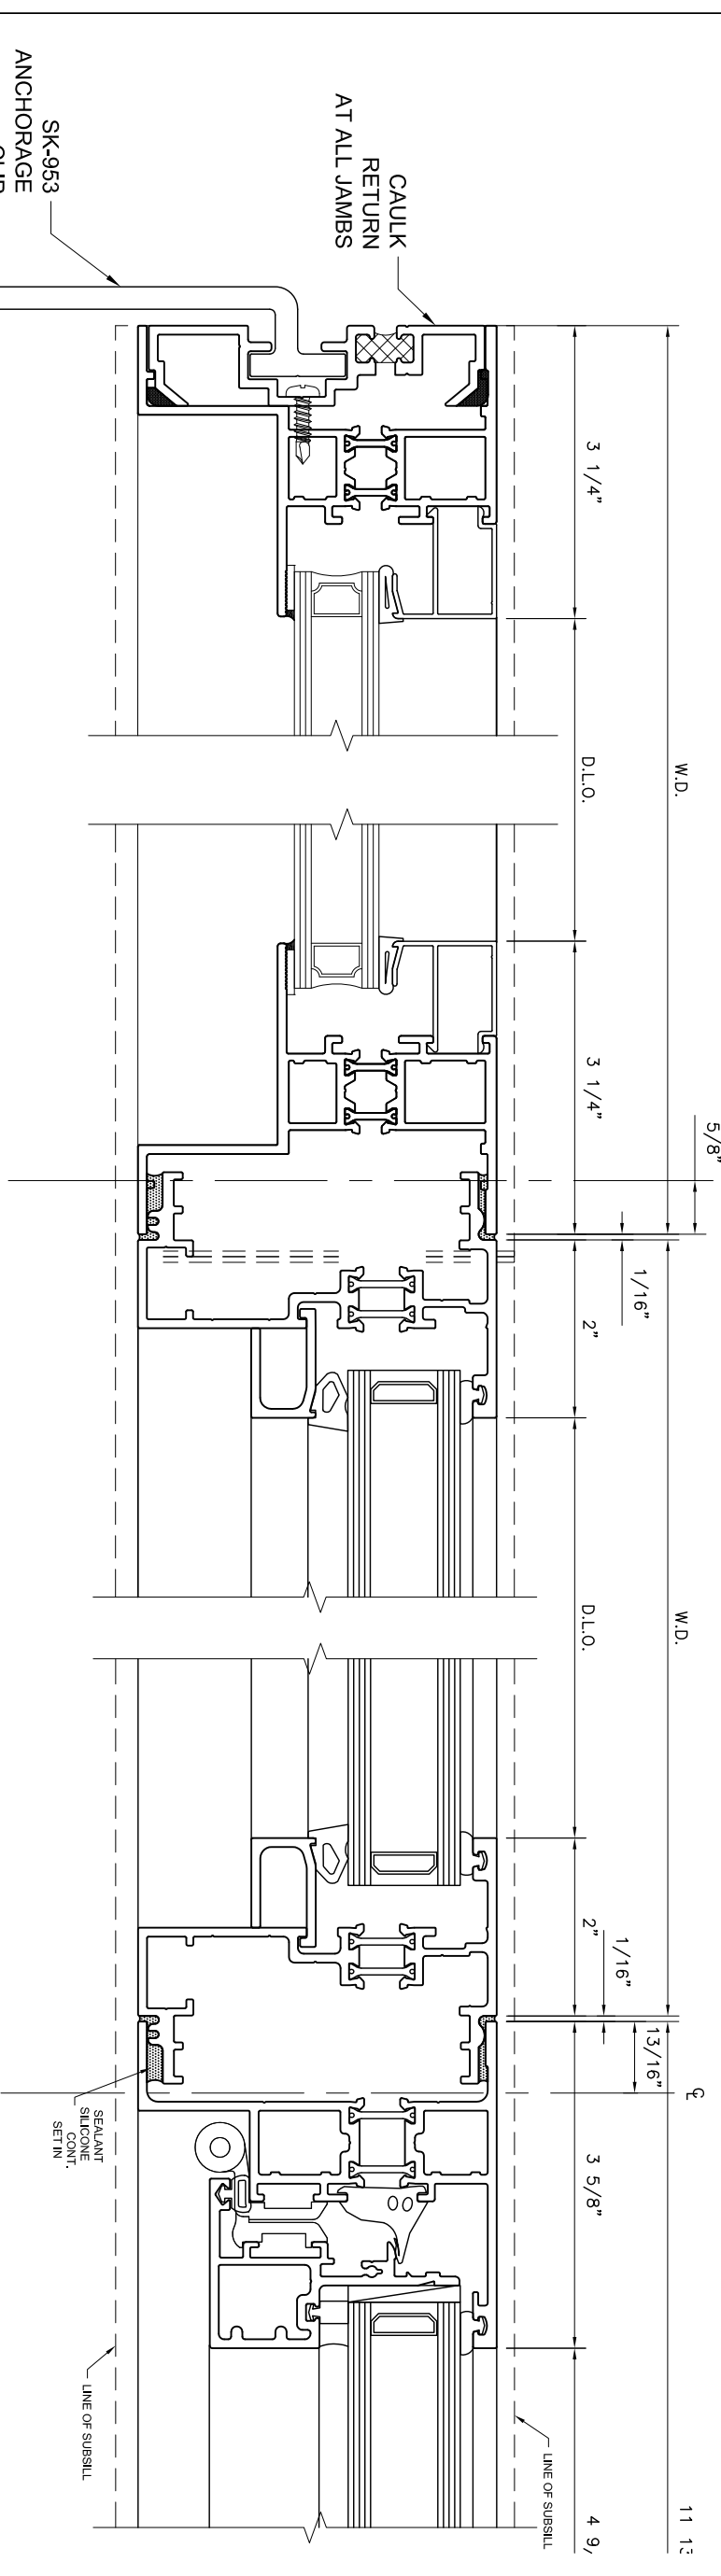 SK-953
ANCHORAGE
CAULK
RETURN
AT ALL JAMBS
3 1/4"
D.L.O.
W.D.
3 1/4"
5/8"
1/16"
2"
D.L.O.
W.D.
2"
1/16"
13/16"
3 5/8"
SEALANT
SILICONE
CONT.
SET IN
LINE OF SUBSILL
LINE OF SUBSILL